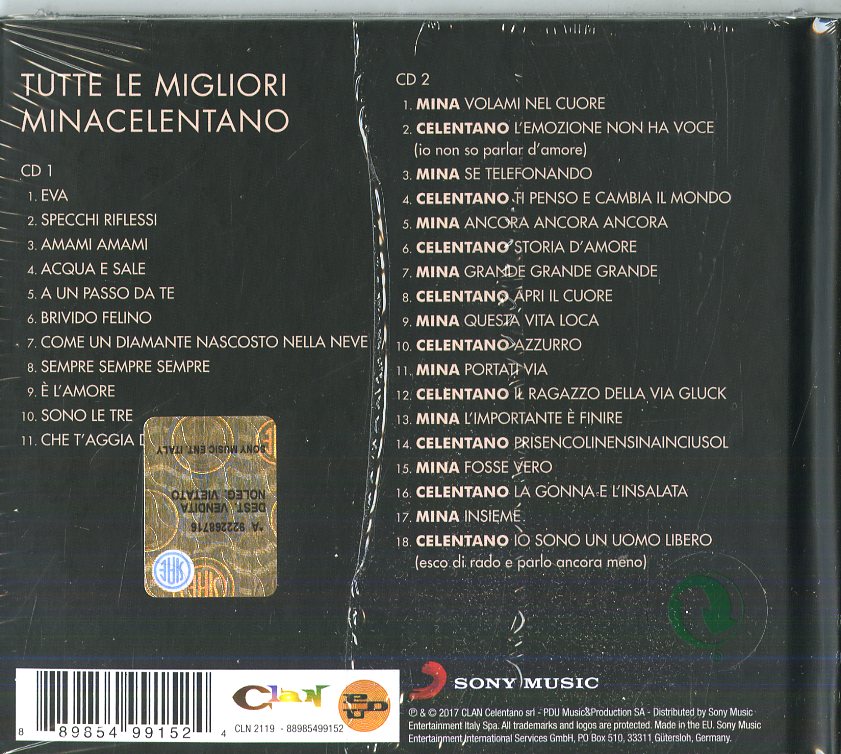 TUTTE LE MIGLIORI
MINACELENTANO
CD 1
1. EVA
2. SPECCHI RIFLESSI
3. AMAMI AMAMI
4. ACQUA E SALE
5. A UN PASSO DA TE
6. BRIVIDO FELINO
7. COME UN DIAMANTE NASCOSTO NELLA NEVE
8. SEMPRE SEMPRE SEMPRE
9. È L'AMORE
10. SONO LE TRE
11. CHE T'AGGIA
SONY MUSIC ENT. ITALY
DEST. VENDITA
NOLEG. VIETATO
*A 92268716
SIAE
CD 2
1. MINA VOLAMI NEL CUORE
2. CELENTANO L'EMOZIONE NON HA VOCE
(io non so parlar d'amore)
3. MINA SE TELEFONANDO
4. CELENTANO TI PENSO E CAMBIA IL MONDO
5. MINA ANCORA ANCORA ANCORA
6. CELENTANO STORIA D'AMORE
7. MINA GRANDE GRANDE GRANDE
8. CELENTANO APRI IL CUORE
9. MINA QUESTA VITA LOCA
10. CELENTANO AZZURRO
11. MINA PORTATI VIA
12. CELENTANO IL RAGAZZO DELLA VIA GLUCK
13. MINA L'IMPORTANTE È FINIRE
14. CELENTANO PRISENCOLINENSINAINCIUSOL
15. MINA FOSSE VERO
16. CELENTANO LA GONNA E L'INSALATA
17. MINA INSIEME
18. CELENTANO IO SONO UN UOMO LIBERO
(esco di rado e parlo ancora meno)
8 89854 99152 4
Clan
PDU
CLN 2119 - 88985499152
SONY MUSIC
℗ & © 2017 CLAN Celentano srl - PDU Music&Production SA - Distributed by Sony Music
Entertainment Italy Spa. All trademarks and logos are protected. Made in the EU. Sony Music
Entertainment International Services GmbH, PO Box 510, 33311 Gütersloh, Germany.